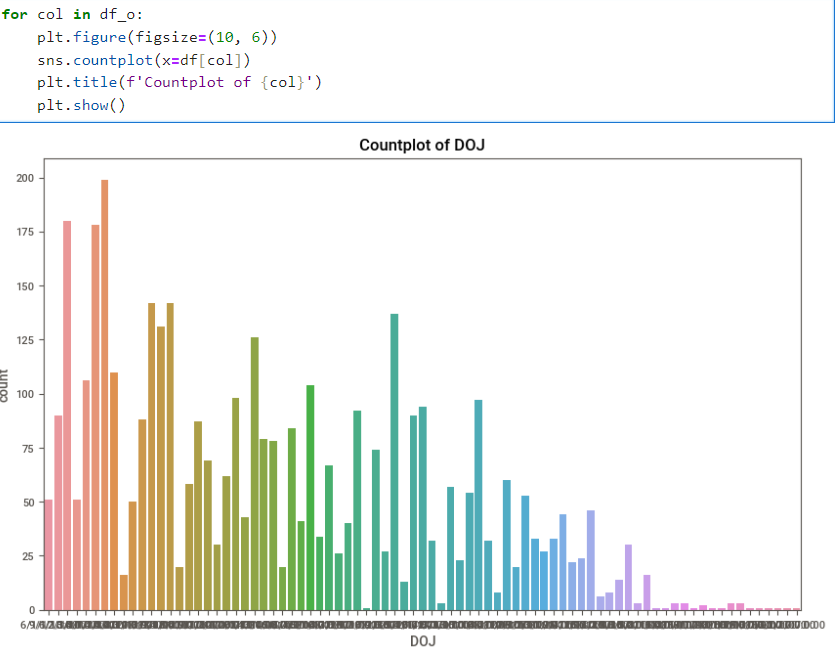 for col in df_o:
    plt.figure(figsize=(10, 6))
    sns.countplot(x=df[col])
    plt.title(f'Countplot of {col}')
    plt.show()
Countplot of DOJ
200
175
150
125
100
75
50
25
0
count
DOJ